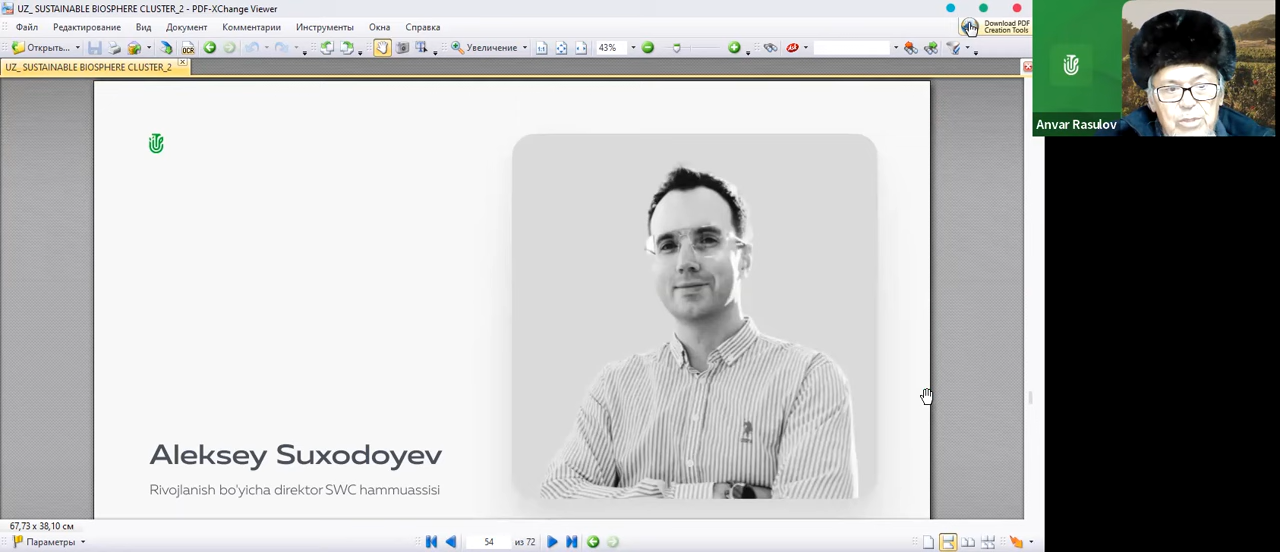 UZ_ SUSTAINABLE BIOSPHERE CLUSTER_2 - PDF-XChange Viewer
Файл Редактирование Вид Документ Комментарии Инструменты Окна Справка
Download PDF
Creation Tools
Открыть... OCR Увеличение 43%
UZ_ SUSTAINABLE BIOSPHERE CLUSTER_2
Anvar Rasulov
Aleksey Suxodoyev
Rivojlanish bo'yicha direktor SWC hammuassisi
67,73 x 38,10 см
Параметры 54 из 72